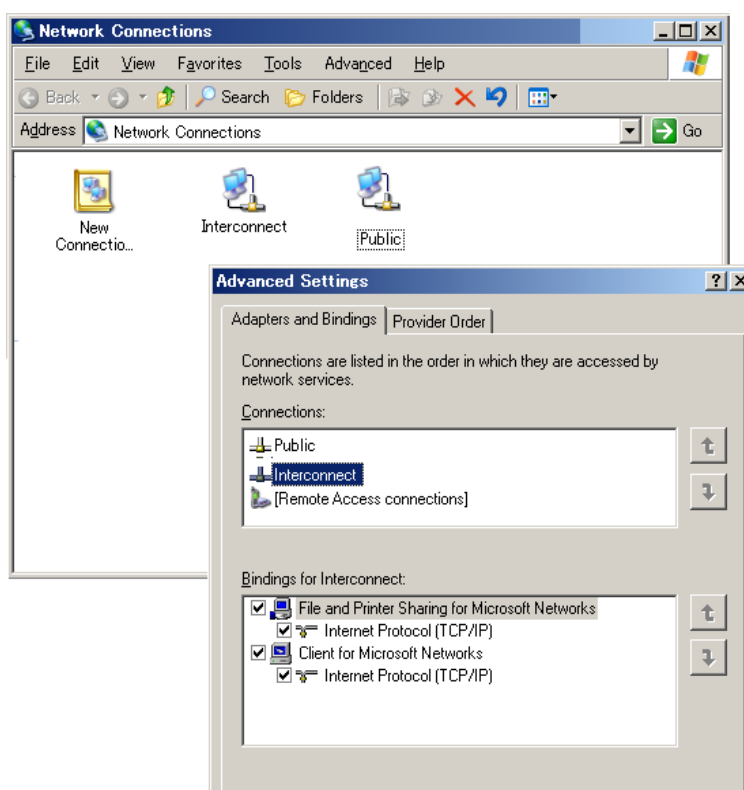 Network Connections
File Edit View Favorites Tools Advanced Help
Back Search Folders
Address Network Connections Go
New
Connectio...
Interconnect
Public
Advanced Settings
Adapters and Bindings Provider Order
Connections are listed in the order in which they are accessed by
network services.
Connections:
Public
Interconnect
[Remote Access connections]
Bindings for Interconnect:
File and Printer Sharing for Microsoft Networks
Internet Protocol (TCP/IP)
Client for Microsoft Networks
Internet Protocol (TCP/IP)